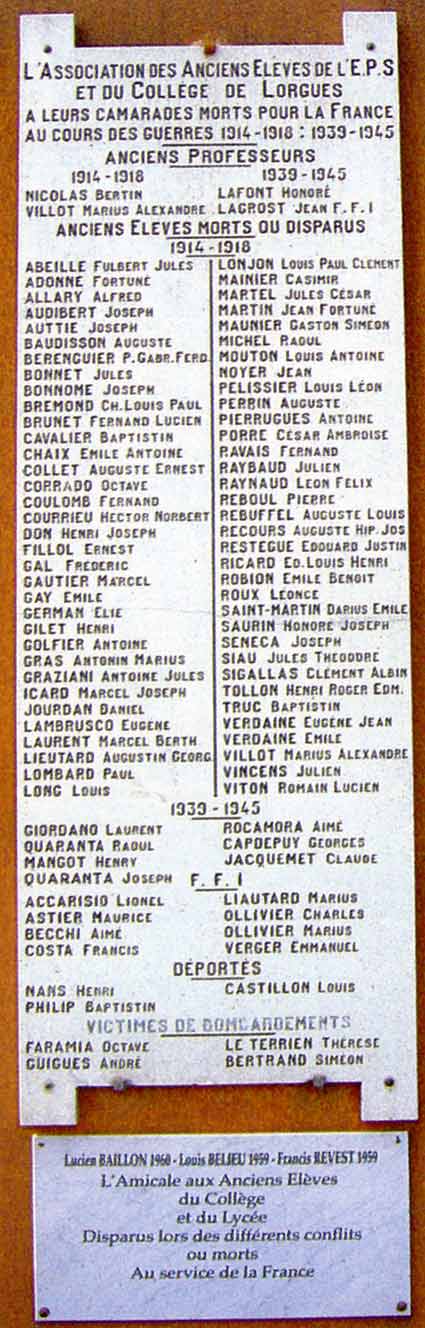 L'ASSOCIATION DES ANCIENS ELÈVES DE L'E.P.S
ET DU COLLÈGE DE LORGUES
A LEURS CAMARADES MORTS POUR LA FRANCE
AU COURS DES GUERRES 1914-1918 : 1939-1945
ANCIENS PROFESSEURS
1914-1918 1939-1945
NICOLAS BERTIN LAFONT HONORÉ
VILLOT MARIUS ALEXANDRE LAGROST JEAN F.F.I
ANCIENS ELEVES MORTS OU DISPARUS
1914-1918
ABEILLE FULBERT JULES LONJON LOUIS PAUL CLEMENT
ADONNE FORTUNÉ MAINIER CASIMIR
ALLARY ALFRED MARTEL JULES CÉSAR
AUDIBERT JOSEPH MARTIN JEAN FORTUNÉ
AUTTIE JOSEPH MAUNIER GASTON SIMEON
BAUDISSON AUGUSTE MICHEL RAOUL
BERENGUIER P.GABR.FERD. MOUTON LOUIS ANTOINE
BONNET JULES NOYER JEAN
BONNOME JOSEPH PELISSIER LOUIS LÉON
BREMOND CH.LOUIS PAUL PERRIN AUGUSTE
BRUNET FERNAND LUCIEN PIERRUGUES ANTOINE
CAVALIER BAPTISTIN PORRE CÉSAR AMBROISE
CHAIX EMILE ANTOINE RAVAIS FERNAND
COLLET AUGUSTE ERNEST RAYBAUD JULIEN
CORRADO OCTAVE RAYNAUD LEON FELIX
COULOMB FERNAND REBOUL PIERRE
COURRIEU HECTOR NORBERT REBUFFEL AUGUSTE LOUIS
DON HENRI JOSEPH RECOURS AUGUSTE HIP.JOS
FILLOL ERNEST RESTEGUE EDOUARD JUSTIN
GAL FREDERIC RICARD ED.LOUIS HENRI
GAUTIER MARCEL ROBION EMILE BENOIT
GAY EMILE ROUX LÉONCE
GERMAN ELIE SAINT-MARTIN DARIUS EMILE
GILET HENRI SAURIN HONORÉ JOSEPH
GOLFIER ANTOINE SENECA JOSEPH
GRAS ANTONIN MARIUS SIAU JULES THEODORE
GRAZIANI ANTOINE JULES SIGALLAS CLÉMENT ALBIN
ICARD MARCEL JOSEPH TOLLON HENRI ROGER EDM.
JOURDAN DANIEL TRUC BAPTISTIN
LAMBRUSCO EUGENE VERDAINE EUGÈNE JEAN
LAURENT MARCEL BERTH. VERDAINE EMILE
LIEUTARD AUGUSTIN GEORG. VILLOT MARIUS ALEXANDRE
LOMBARD PAUL VINCENS JULIEN
LONG LOUIS VITON ROMAIN LUCIEN
1939-1945
GIORDANO LAURENT ROCAMORA AIMÉ
QUARANTA RAOUL CAPDEPUY GEORGES
MANGOT HENRY JACQUEMET CLAUDE
QUARANTA JOSEPH
F.F.I
ACCARISIO LIONEL LIAUTARD MARIUS
ASTIER MAURICE OLLIVIER CHARLES
BECCHI AIMÉ OLLIVIER MARIUS
COSTA FRANCIS VERGER EMMANUEL
DÉPORTÉS
NANS HENRI CASTILLON LOUIS
PHILIP BAPTISTIN
VICTIMES DE BOMBARDEMENTS
FARAMIA OCTAVE LE TERRIEN THÉRÈSE
GUIGUES ANDRÉ BERTRAND SIMÉON
Lucien BAILLON 1960 - Louis BELIEU 1959 - Francis REVEST 1959
L'Amicale aux Anciens Elèves
du Collège
et du Lycée
Disparus lors des différents conflits
ou morts
Au service de la France